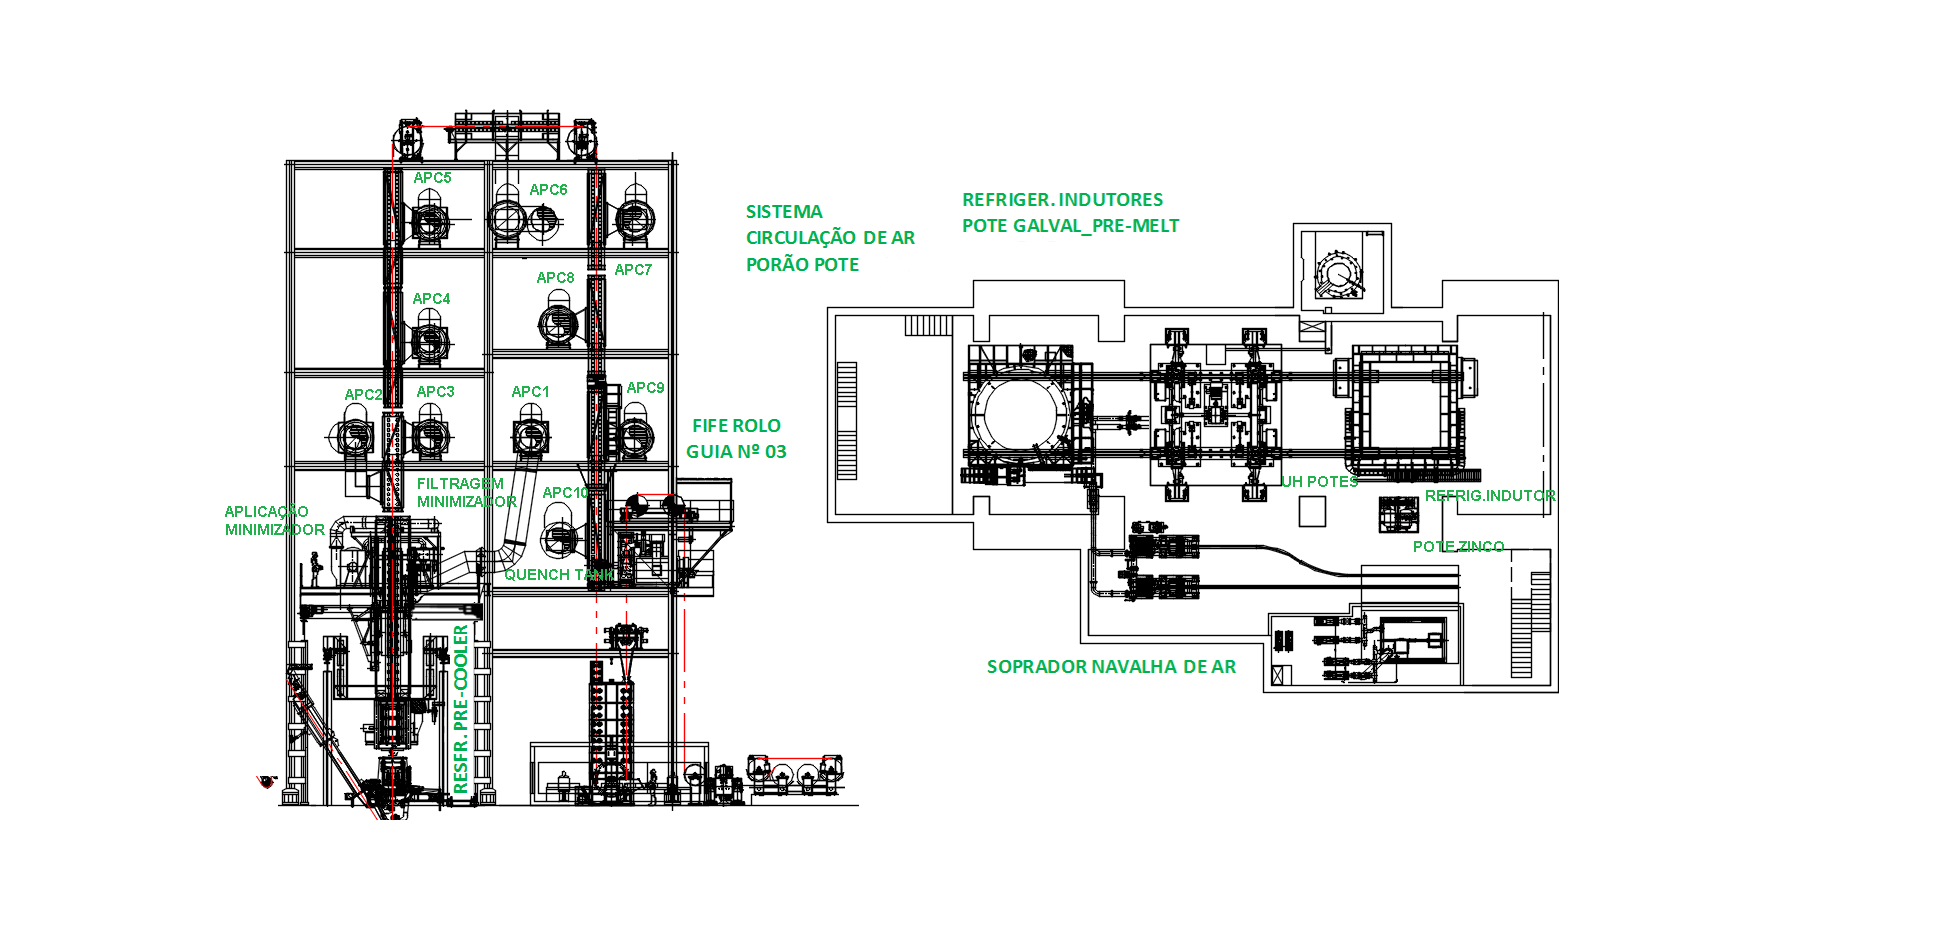 APC5
APC6
APC7
APC8
APC4
APC2
APC3
APC1
APC9
FIFE ROLO
GUIA Nº 03
FILTRAGEM
MINIMIZADOR
APC10
APLICAÇÃO
MINIMIZADOR
QUENCH TANK
RESFR. PRE-COOLER
SISTEMA
CIRCULAÇÃO DE AR
PORÃO POTE
REFRIGER. INDUTORES
POTE GALVAL_PRE-MELT
UH POTES
REFRIG.INDUTOR
POTE ZINCO
SOPRADOR NAVALHA DE AR